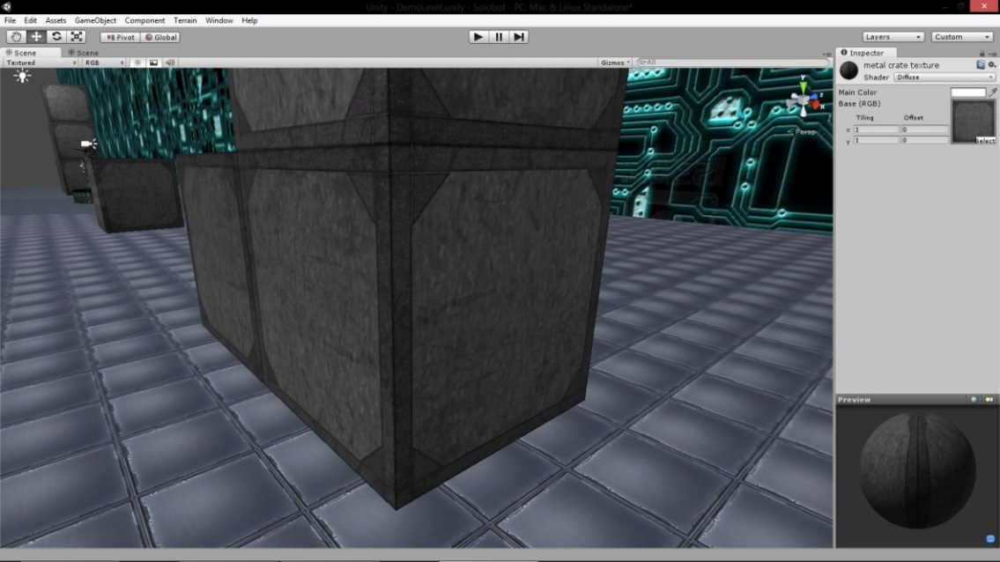 Unity - DemoLevel.unity - Solobot - PC, Mac & Linux Standalone*
File Edit Assets GameObject Component Terrain Window Help
Pivot Global Layers Custom
Scene Scene Inspector
Textured RGB Gizmos All
metal crate texture
Shader Diffuse
Main Color
Base (RGB)
Tiling Offset
x 1 0
y 1 0
Select
y
z
x
Persp
Preview